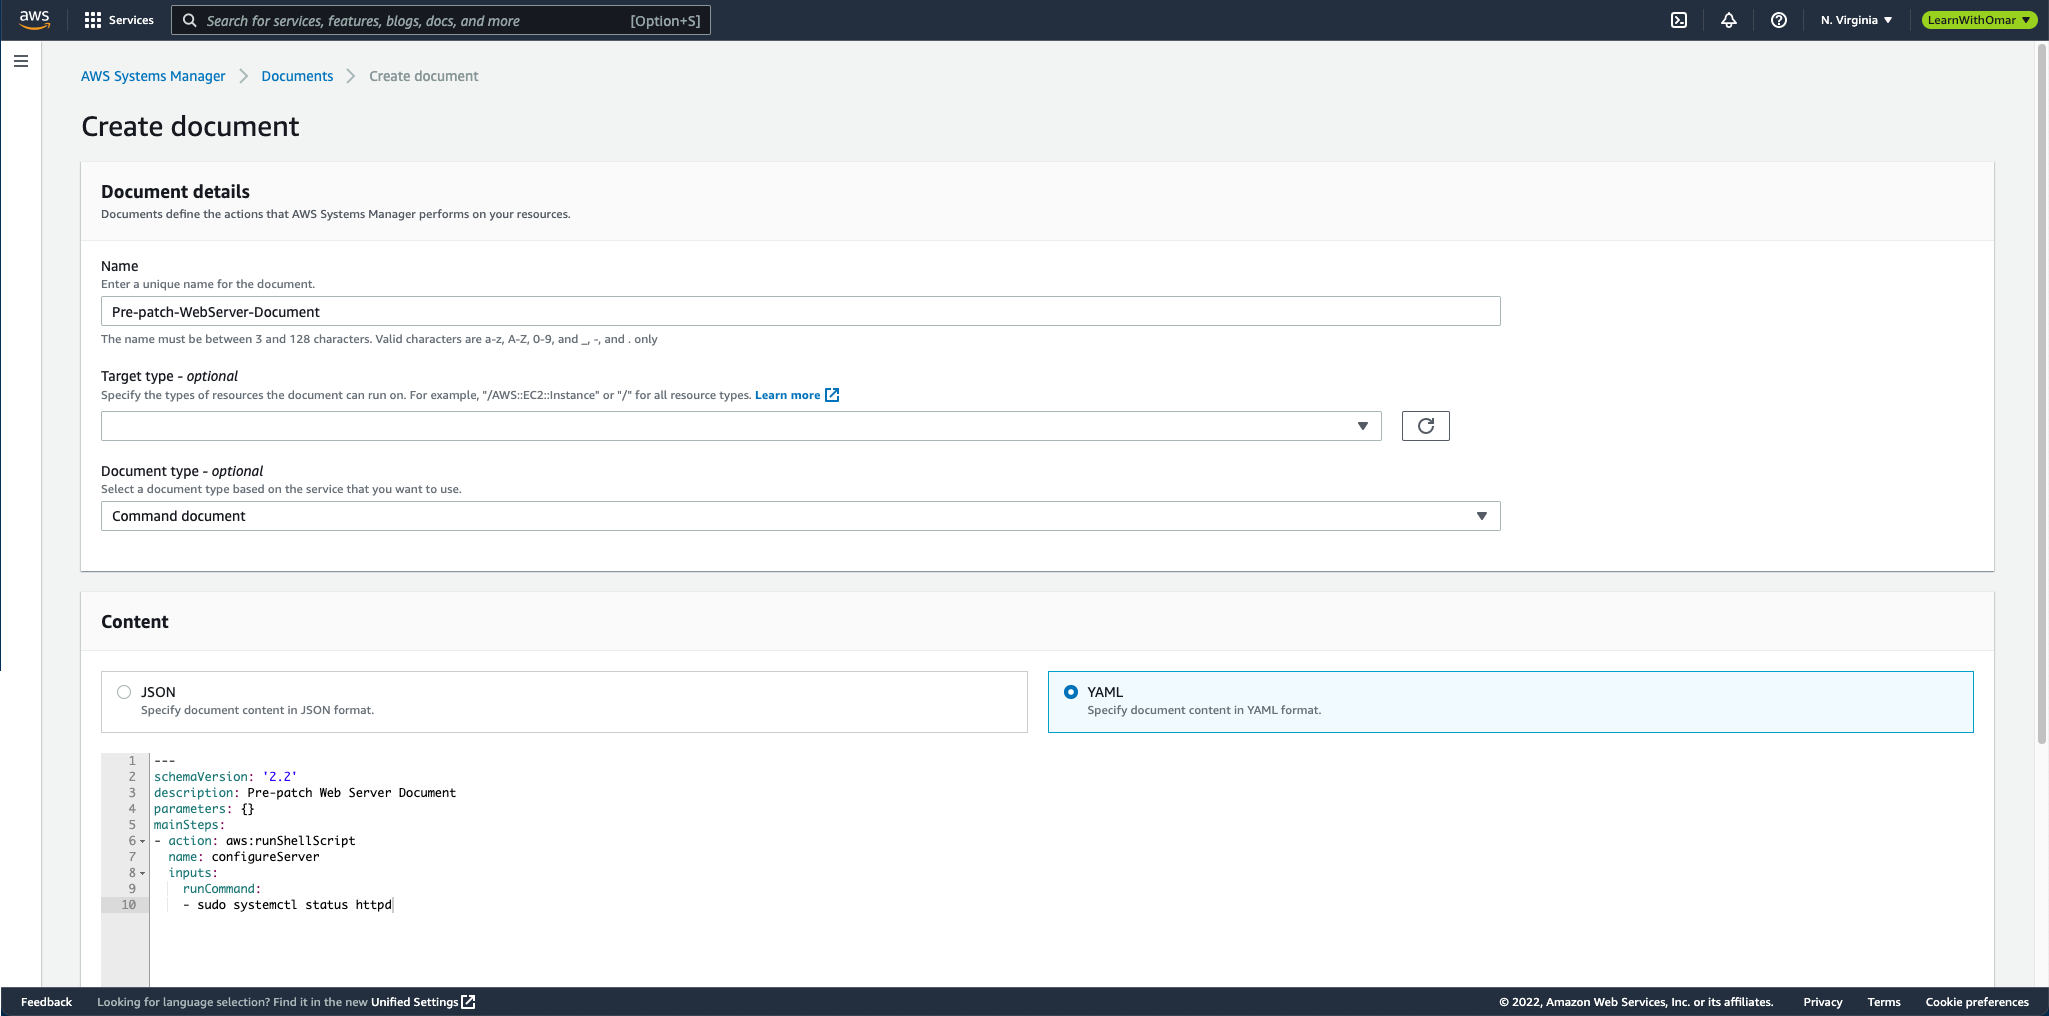 aws Services Search for services, features, blogs, docs, and more [Option+S] N. Virginia LearnWithOmar
AWS Systems Manager Documents Create document
Create document
Document details
Documents define the actions that AWS Systems Manager performs on your resources.
Name
Enter a unique name for the document.
Pre-patch-WebServer-Document
The name must be between 3 and 128 characters. Valid characters are a-z, A-Z, 0-9, and _, -, and . only
Target type - optional
Specify the types of resources the document can run on. For example, "/AWS::EC2::Instance" or "/" for all resource types. Learn more
Document type - optional
Select a document type based on the service that you want to use.
Command document
Content
JSON
Specify document content in JSON format.
YAML
Specify document content in YAML format.
1 ---
2 schemaVersion: '2.2'
3 description: Pre-patch Web Server Document
4 parameters: {}
5 mainSteps:
6 - action: aws:runShellScript
7   name: configureServer
8   inputs:
9     runCommand:
10     - sudo systemctl status httpd
Feedback Looking for language selection? Find it in the new Unified Settings © 2022, Amazon Web Services, Inc. or its affiliates. Privacy Terms Cookie preferences